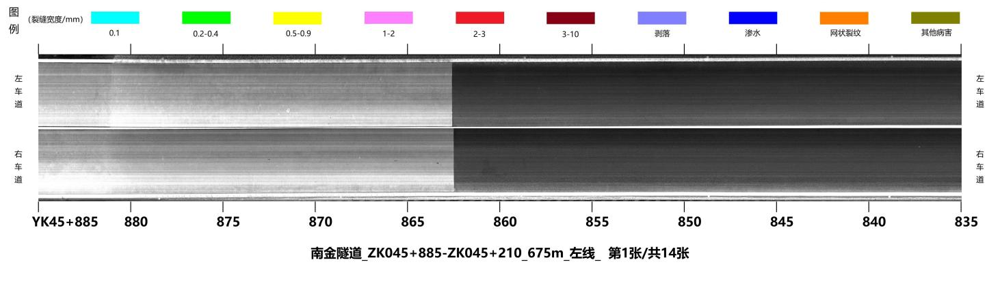 图例
(裂缝宽度/mm)
0.1
0.2-0.4
0.5-0.9
1-2
2-3
3-10
剥落
渗水
网状裂纹
其他病害
左车道
左车道
右车道
右车道
YK45+885 880 875 870 865 860 855 850 845 840 835
南金隧道_ZK045+885-ZK045+210_675m_左线_ 第1张/共14张